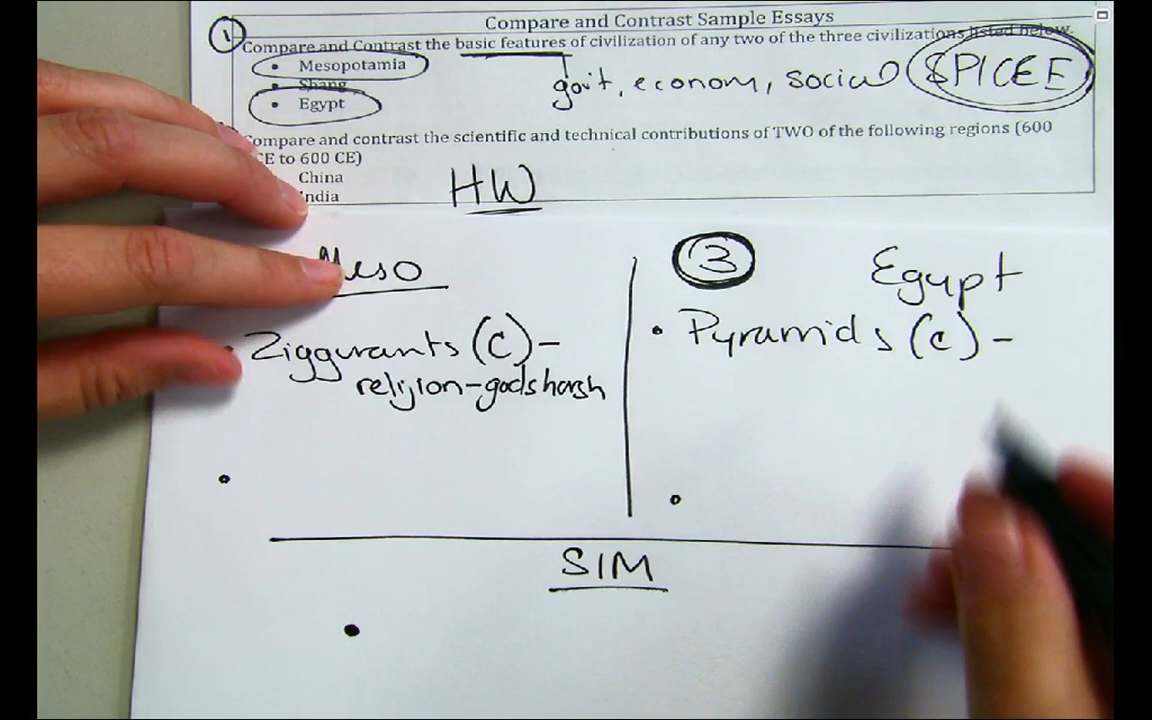 Compare and Contrast Sample Essays
1
Compare and Contrast the basic features of civilization of any two of the three civilizations listed below.
• Mesopotamia
• Shang
• Egypt
gov't, econom, social SPICEE
ompare and contrast the scientific and technical contributions of TWO of the following regions (600
CE to 600 CE)
China
India
HW
Meso
3
Egypt
• Ziggurants (C) –
religion – gods harsh
• Pyramids (C) –
•
•
SIM
•